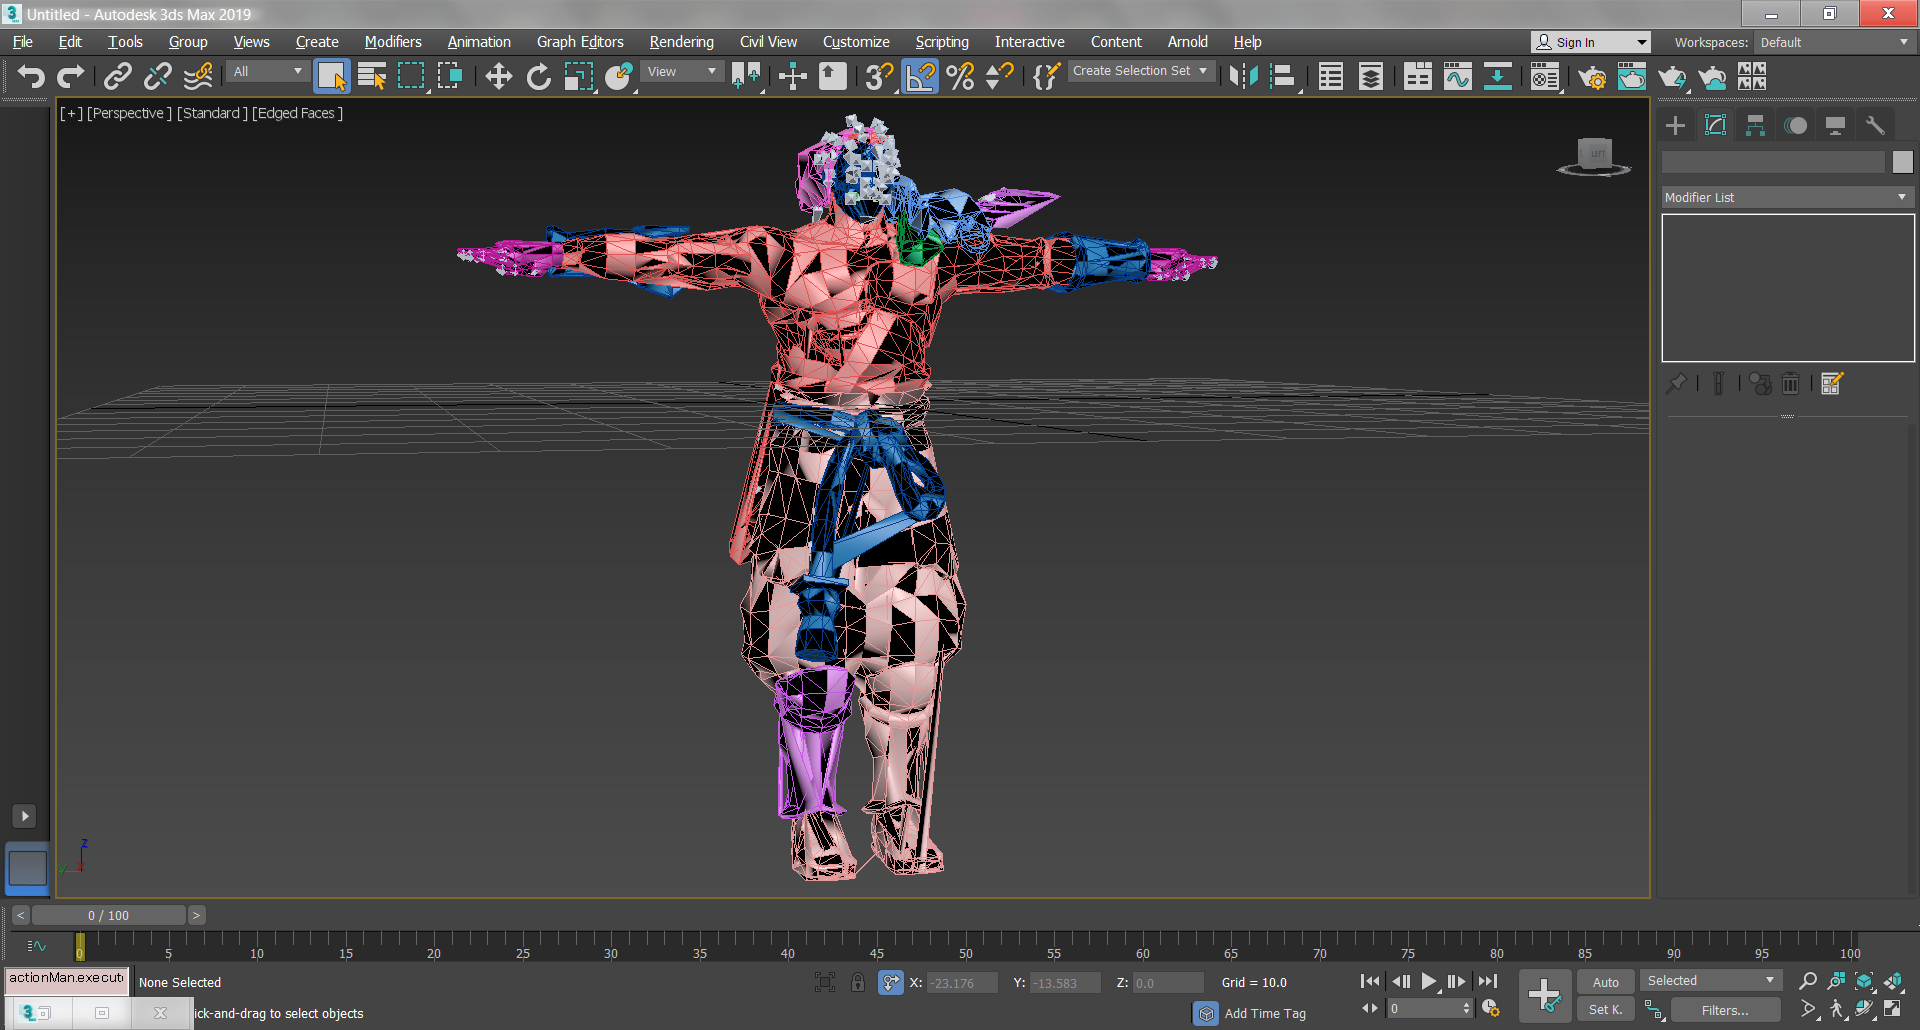 Untitled - Autodesk 3ds Max 2019
File Edit Tools Group Views Create Modifiers Animation Graph Editors Rendering Civil View Customize Scripting Interactive Content Arnold Help Sign In Workspaces: Default
All View Create Selection Set
[+] [Perspective] [Standard] [Edged Faces]
LEFT
Modifier List
z
y x
< 0 / 100 >
0 5 10 15 20 25 30 35 40 45 50 55 60 65 70 75 80 85 90 95 100
actionMan.execut None Selected X: -23.176 Y: -13.583 Z: 0.0 Grid = 10.0 Auto Selected
ick-and-drag to select objects Add Time Tag 0 Set K. Filters...